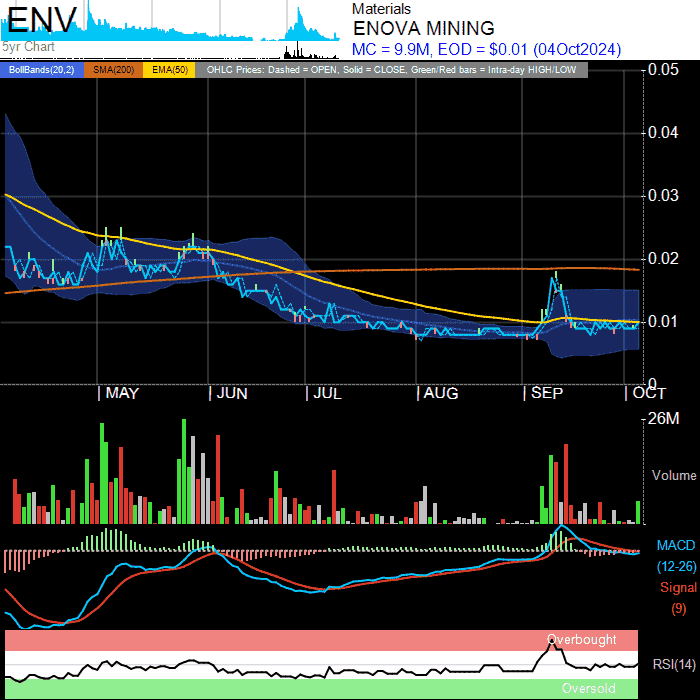 ENV
5yr Chart
Materials
ENOVA MINING
MC = 9.9M, EOD = $0.01 (04Oct2024)
BollBands(20,2) SMA(200) EMA(50) OHLC Prices: Dashed = OPEN, Solid = CLOSE, Green/Red bars = Intra-day HIGH/LOW
0.05
0.04
0.03
0.02
0.01
0
MAY JUN JUL AUG SEP OCT
26M
Volume
MACD
(12-26)
Signal
(9)
Overbought
RSI(14)
Oversold